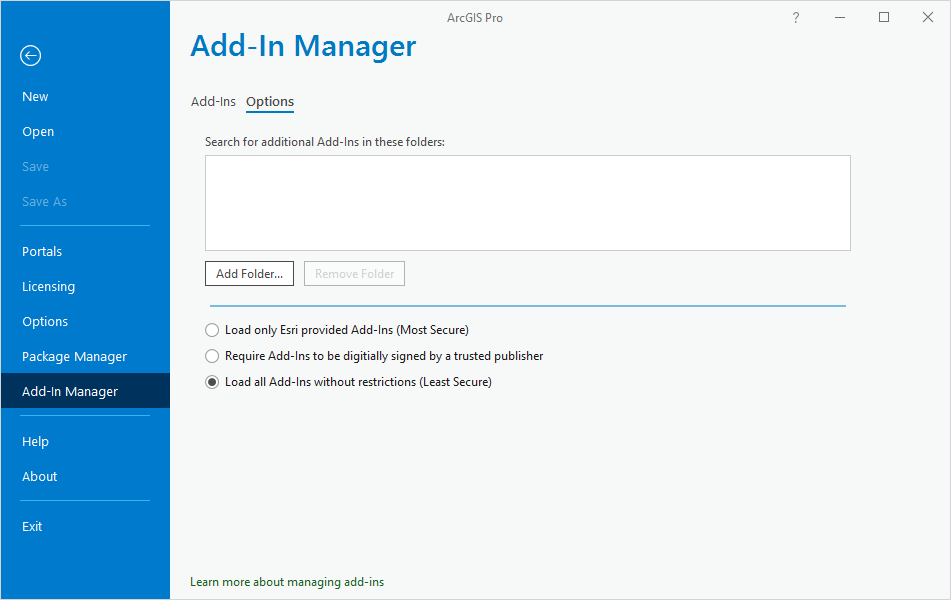 ArcGIS Pro
?
Add-In Manager
New
Open
Save
Save As
Portals
Licensing
Options
Package Manager
Add-In Manager
Help
About
Exit
Add-Ins Options
Search for additional Add-Ins in these folders:
Add Folder... Remove Folder
Load only Esri provided Add-Ins (Most Secure)
Require Add-Ins to be digitially signed by a trusted publisher
Load all Add-Ins without restrictions (Least Secure)
Learn more about managing add-ins